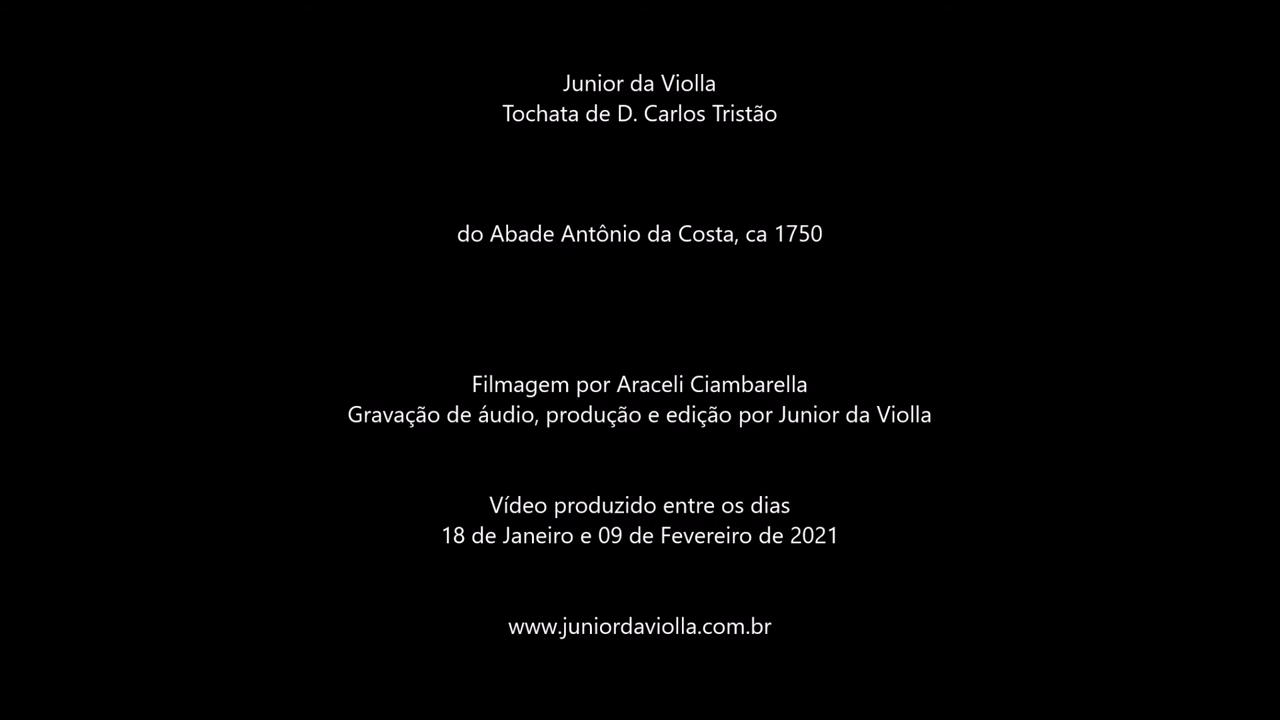 Junior da Violla
Tochata de D. Carlos Tristão
do Abade Antônio da Costa, ca 1750
Filmagem por Araceli Ciambarella
Gravação de áudio, produção e edição por Junior da Violla
Vídeo produzido entre os dias
18 de Janeiro e 09 de Fevereiro de 2021
www.juniordaviolla.com.br